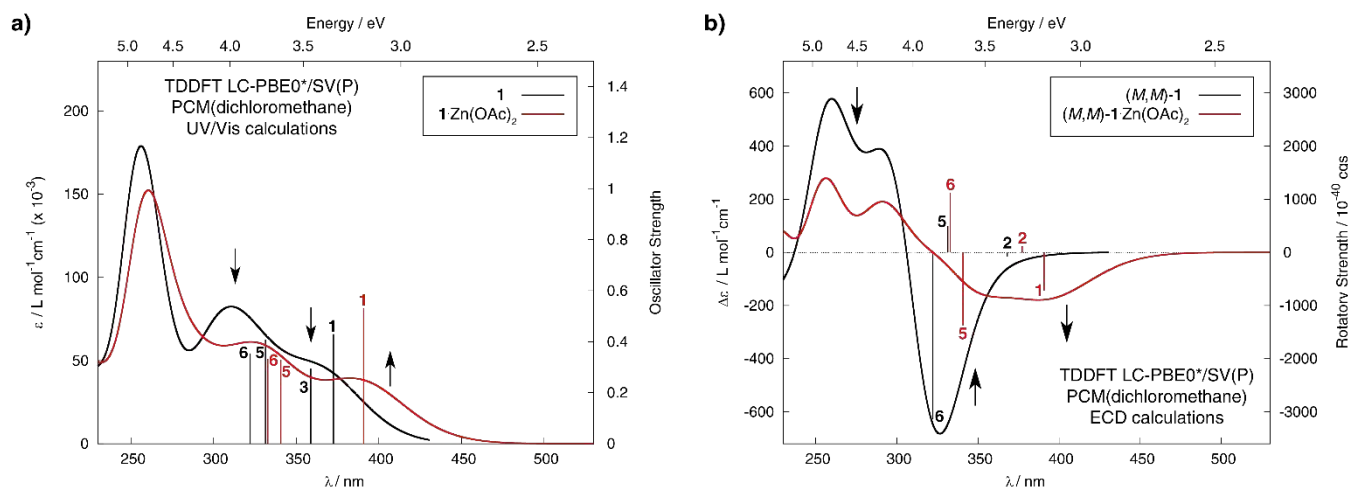 a)
Energy / eV
5.0 4.5 4.0 3.5 3.0 2.5
TDDFT LC-PBE0*/SV(P)
PCM(dichloromethane)
UV/Vis calculations
1
1·Zn(OAc)2
ε / L mol-1cm-1 (x 10-3)
200
150
100
50
0
Oscillator Strength
1.4
1.2
1
0.8
0.6
0.4
0.2
0
6 5 6 5 3 1 1
250 300 350 400 450 500
λ / nm
b)
Energy / eV
5.0 4.5 4.0 3.5 3.0 2.5
(M,M)-1
(M,M)-1·Zn(OAc)2
Δε / L mol-1cm-1
600
400
200
0
-200
-400
-600
Rotatory Strength / 10-40 cgs
3000
2000
1000
0
-1000
-2000
-3000
6
5
2 2
1
5
6
TDDFT LC-PBE0*/SV(P)
PCM(dichloromethane)
ECD calculations
250 300 350 400 450 500
λ / nm